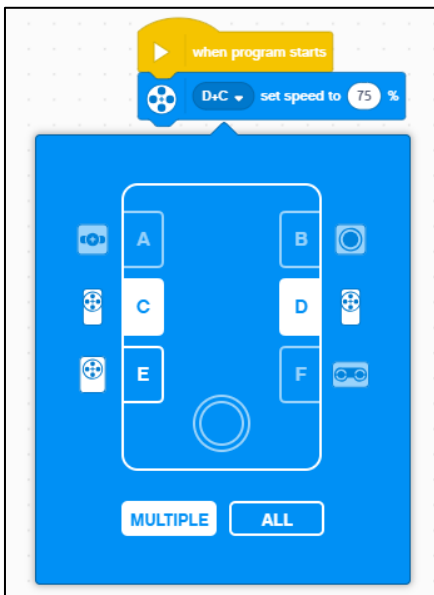 when program starts
D+C set speed to 75 %
A B
C D
E F
MULTIPLE ALL